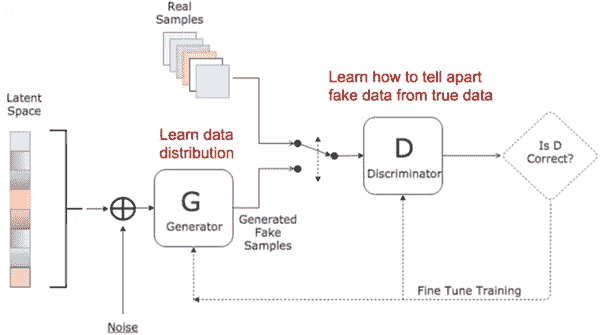 Real
Samples
Latent
Space
Learn data
distribution
G
Generator
Noise
Generated
Fake
Samples
Learn how to tell apart
fake data from true data
D
Discriminator
Is D
Correct?
Fine Tune Training